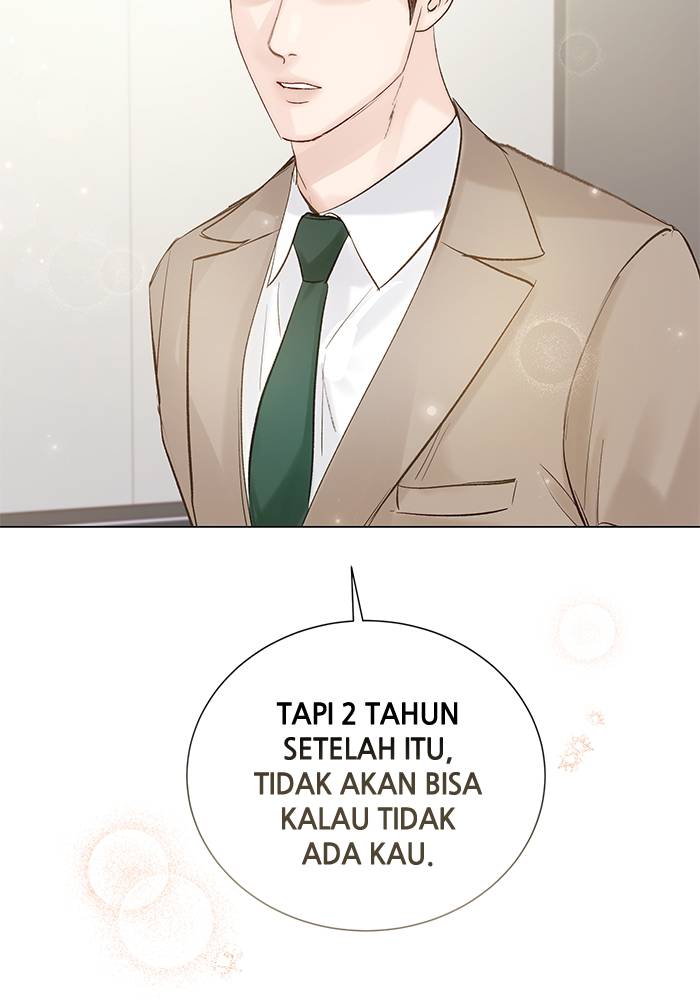 TAPI 2 TAHUN
SETELAH ITU,
TIDAK AKAN BISA
KALAU TIDAK
ADA KAU.